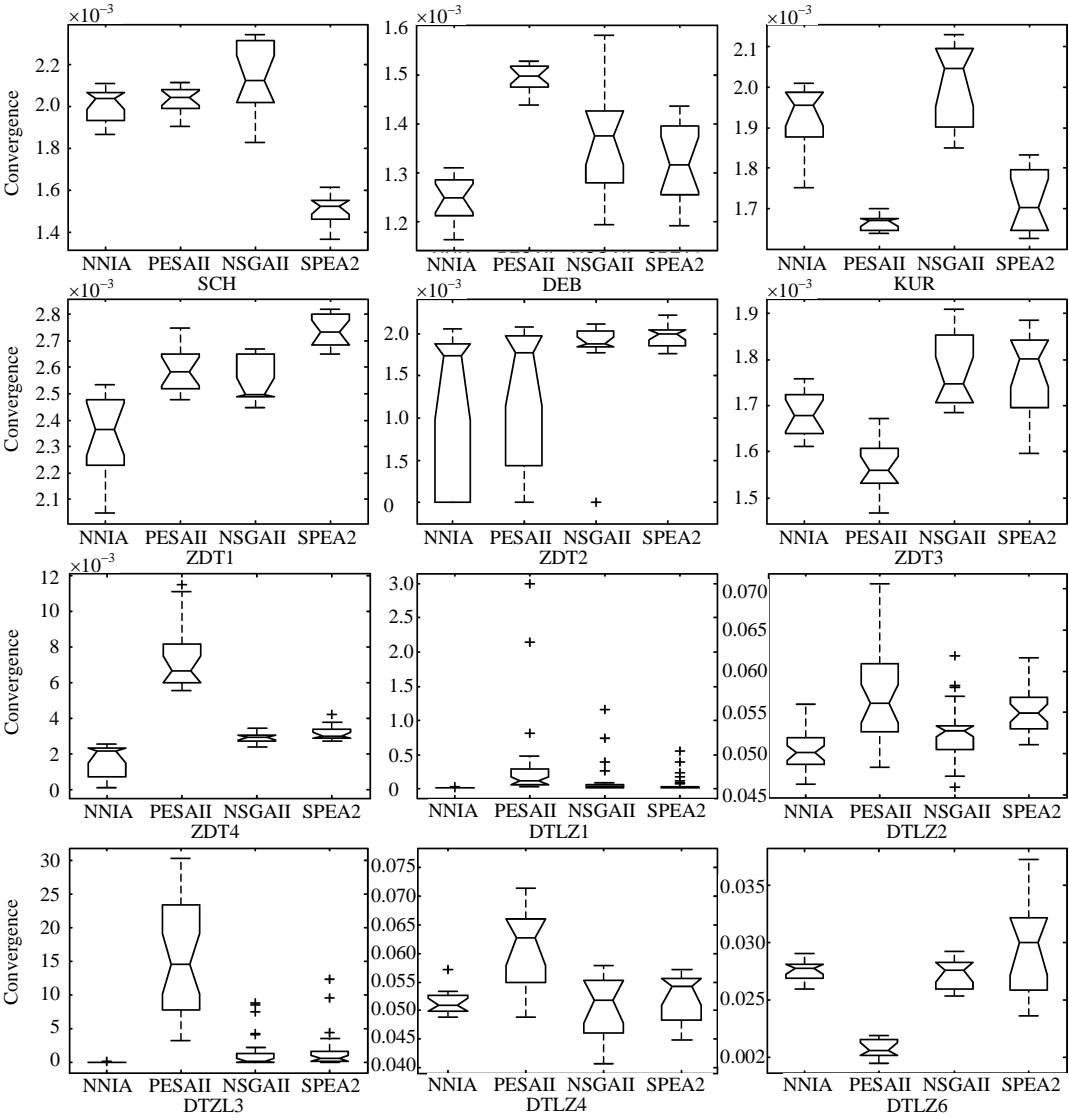 ×10⁻³ ×10⁻³ ×10⁻³
Convergence
2.2
2.0
1.8
1.6
1.4
NNIA PESAII NSGAII SPEA2
SCH
1.6
1.5
1.4
1.3
1.2
NNIA PESAII NSGAII SPEA2
DEB
2.1
2.0
1.9
1.8
1.7
NNIA PESAII NSGAII SPEA2
KUR
×10⁻³ ×10⁻³ ×10⁻³
Convergence
2.8
2.7
2.6
2.5
2.4
2.3
2.2
2.1
NNIA PESAII NSGAII SPEA2
ZDT1
2.0
1.5
1.0
1.5
0
NNIA PESAII NSGAII SPEA2
ZDT2
1.9
1.8
1.7
1.6
1.5
NNIA PESAII NSGAII SPEA2
ZDT3
×10⁻³
Convergence
12
10
8
6
4
2
0
NNIA PESAII NSGAII SPEA2
ZDT4
3.0
2.5
2.0
1.5
3.0
0.5
0
NNIA PESAII NSGAII SPEA2
DTLZ1
0.070
0.065
0.060
0.055
0.050
0.045
NNIA PESAII NSGAII SPEA2
DTLZ2
Convergence
30
25
20
15
10
5
0
NNIA PESAII NSGAII SPEA2
DTZL3
0.075
0.070
0.065
0.060
0.055
0.050
0.045
0.040
NNIA PESAII NSGAII SPEA2
DTLZ4
0.035
0.030
0.025
0.002
NNIA PESAII NSGAII SPEA2
DTLZ6